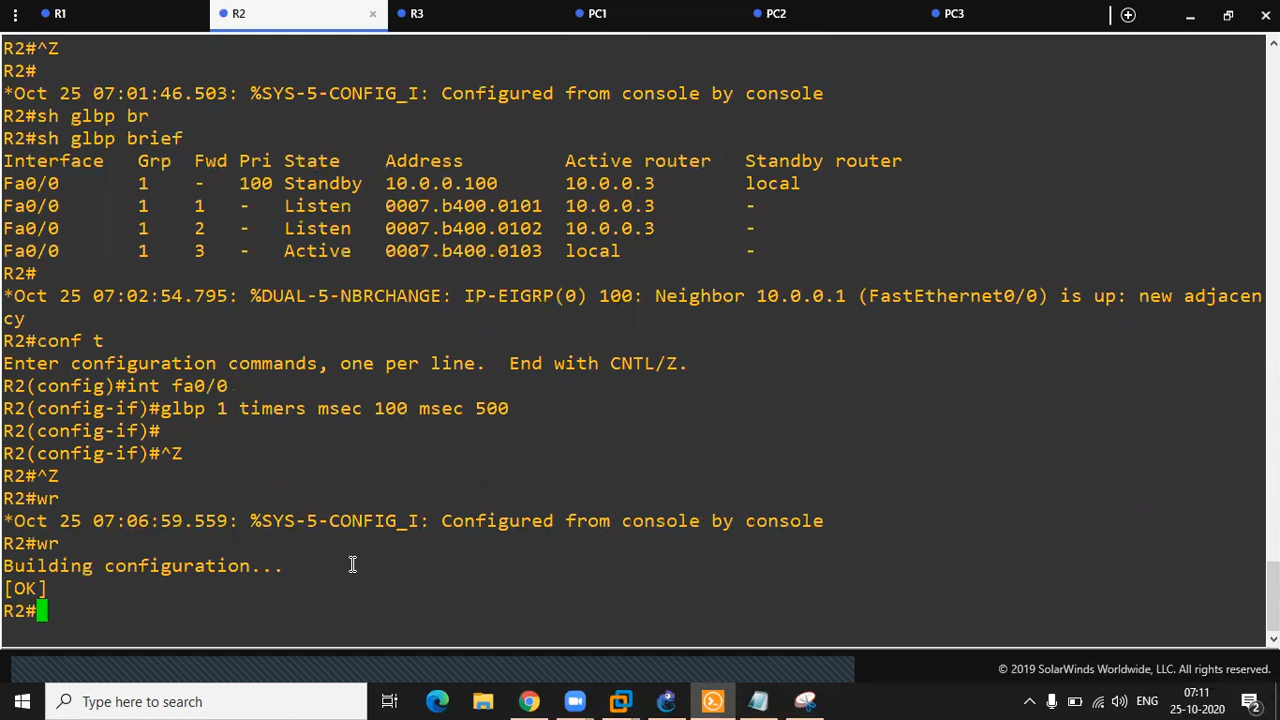 R1
R2
R3
PC1
PC2
PC3
R2#^Z
R2#
*Oct 25 07:01:46.503: %SYS-5-CONFIG_I: Configured from console by console
R2#sh glbp br
R2#sh glbp brief
Interface Grp Fwd Pri State Address Active router Standby router
Fa0/0 1 - 100 Standby 10.0.0.100 10.0.0.3 local
Fa0/0 1 1 - Listen 0007.b400.0101 10.0.0.3 -
Fa0/0 1 2 - Listen 0007.b400.0102 10.0.0.3 -
Fa0/0 1 3 - Active 0007.b400.0103 local -
R2#
*Oct 25 07:02:54.795: %DUAL-5-NBRCHANGE: IP-EIGRP(0) 100: Neighbor 10.0.0.1 (FastEthernet0/0) is up: new adjacen
cy
R2#conf t
Enter configuration commands, one per line. End with CNTL/Z.
R2(config)#int fa0/0
R2(config-if)#glbp 1 timers msec 100 msec 500
R2(config-if)#
R2(config-if)#^Z
R2#^Z
R2#wr
*Oct 25 07:06:59.559: %SYS-5-CONFIG_I: Configured from console by console
R2#wr
Building configuration...
[OK]
R2#
© 2019 SolarWinds Worldwide, LLC. All rights reserved.
Type here to search
ENG
07:11
25-10-2020
2